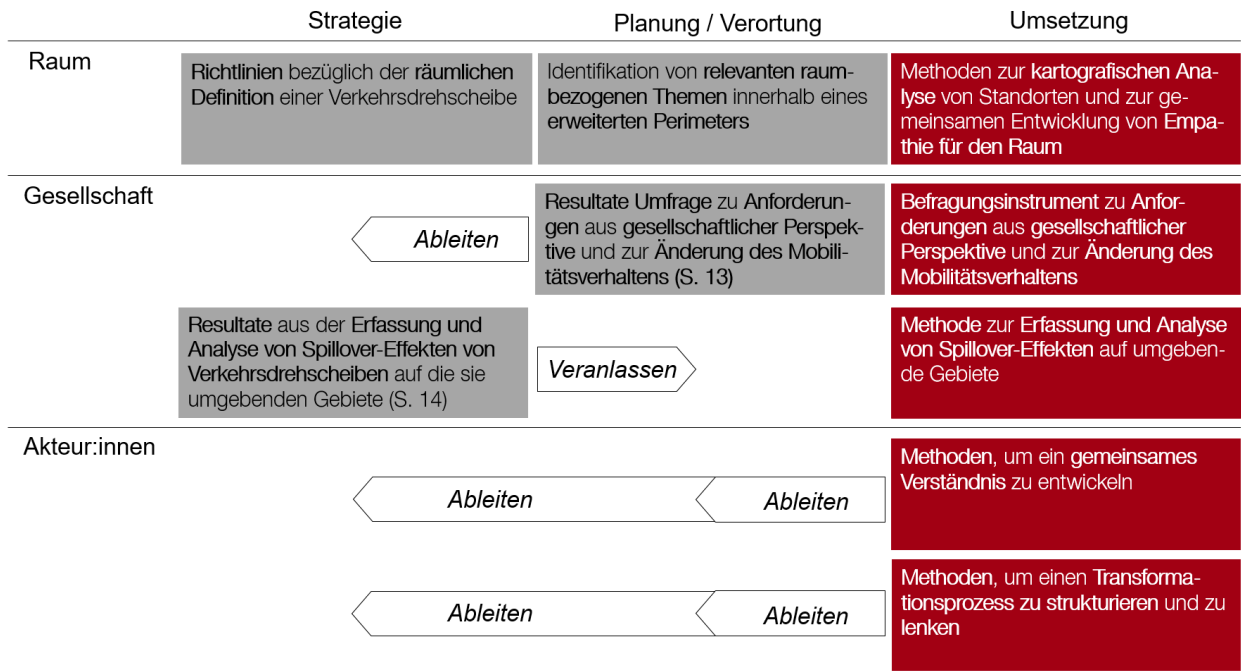 Strategie
Planung / Verortung
Umsetzung
Raum
Richtlinien bezüglich der räumlichen
Definition einer Verkehrsdrehscheibe
Identifikation von relevanten raum-
bezogenen Themen innerhalb eines
erweiterten Perimeters
Methoden zur kartografischen Ana-
lyse von Standorten und zur ge-
meinsamen Entwicklung von Empa-
thie für den Raum
Gesellschaft
Ableiten
Resultate Umfrage zu Anforderun-
gen aus gesellschaftlicher Perspek-
tive und zur Änderung des Mobili-
tätsverhaltens (S. 13)
Befragungsinstrument zu Anfor-
derungen aus gesellschaftlicher
Perspektive und zur Änderung des
Mobilitätsverhaltens
Resultate aus der Erfassung und
Analyse von Spillover-Effekten von
Verkehrsdrehscheiben auf die sie
umgebenden Gebiete (S. 14)
Veranlassen
Methode zur Erfassung und Analyse
von Spillover-Effekten auf umgeben-
de Gebiete
Akteur:innen
Ableiten
Ableiten
Methoden, um ein gemeinsames
Verständnis zu entwickeln
Ableiten
Ableiten
Methoden, um einen Transforma-
tionsprozess zu strukturieren und zu
lenken